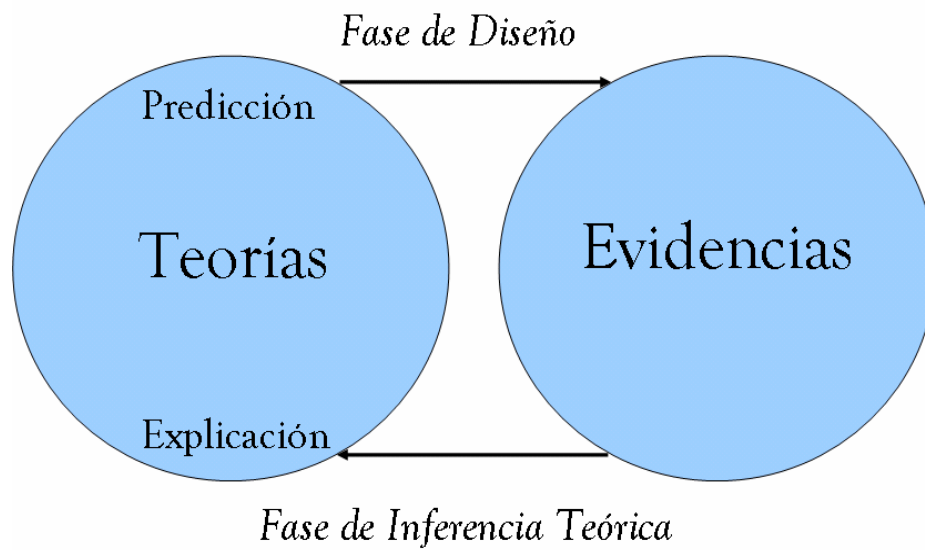 Fase de Diseño
Predicción
Teorías
Evidencias
Explicación
Fase de Inferencia Teórica